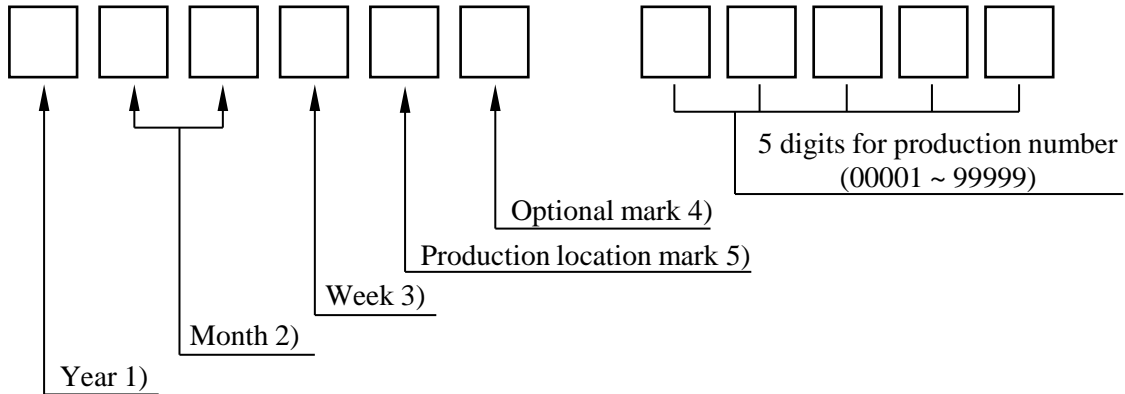 5 digits for production number
(00001 ~ 99999)
Optional mark 4)
Production location mark 5)
Week 3)
Month 2)
Year 1)